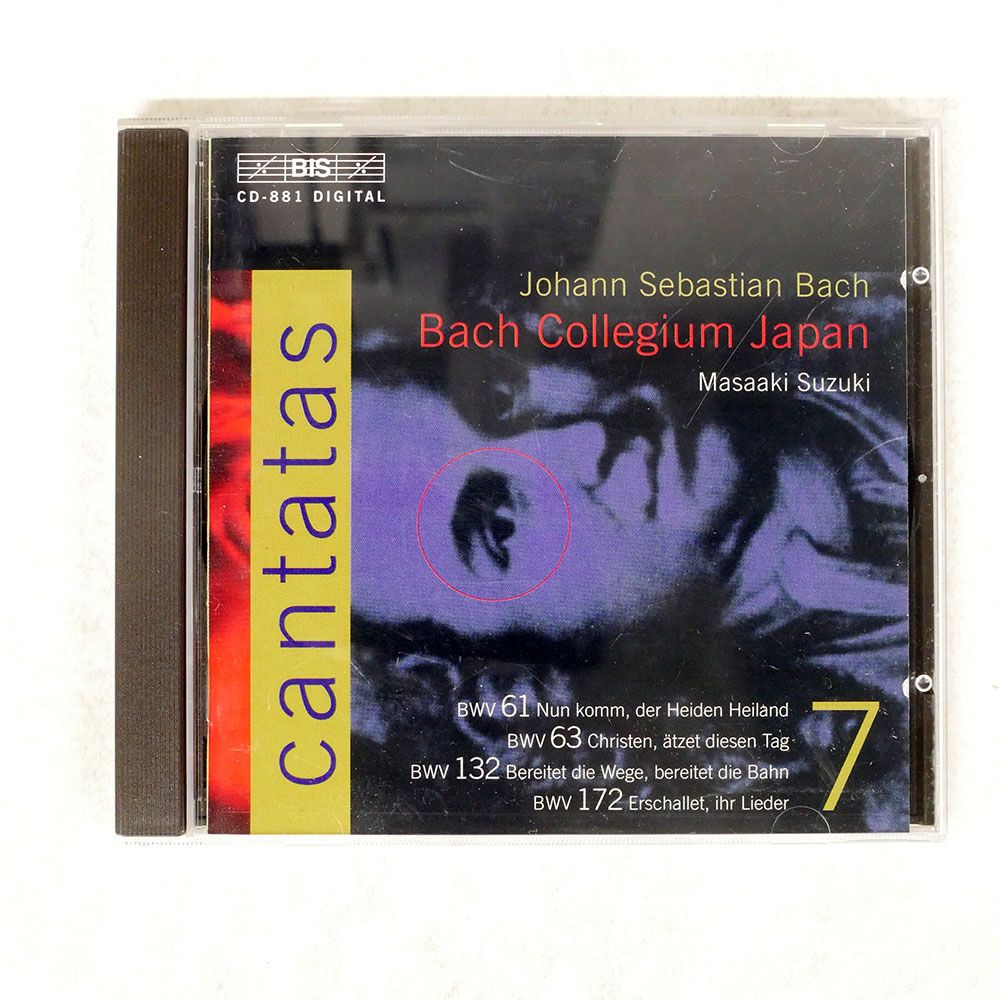 BIS
CD-881 DIGITAL
Johann Sebastian Bach
Bach Collegium Japan
Masaaki Suzuki
cantatas
BWV 61 Nun komm, der Heiden Heiland
BWV 63 Christen, ätzet diesen Tag
BWV 132 Bereitet die Wege, bereitet die Bahn
BWV 172 Erschallet, ihr Lieder
7